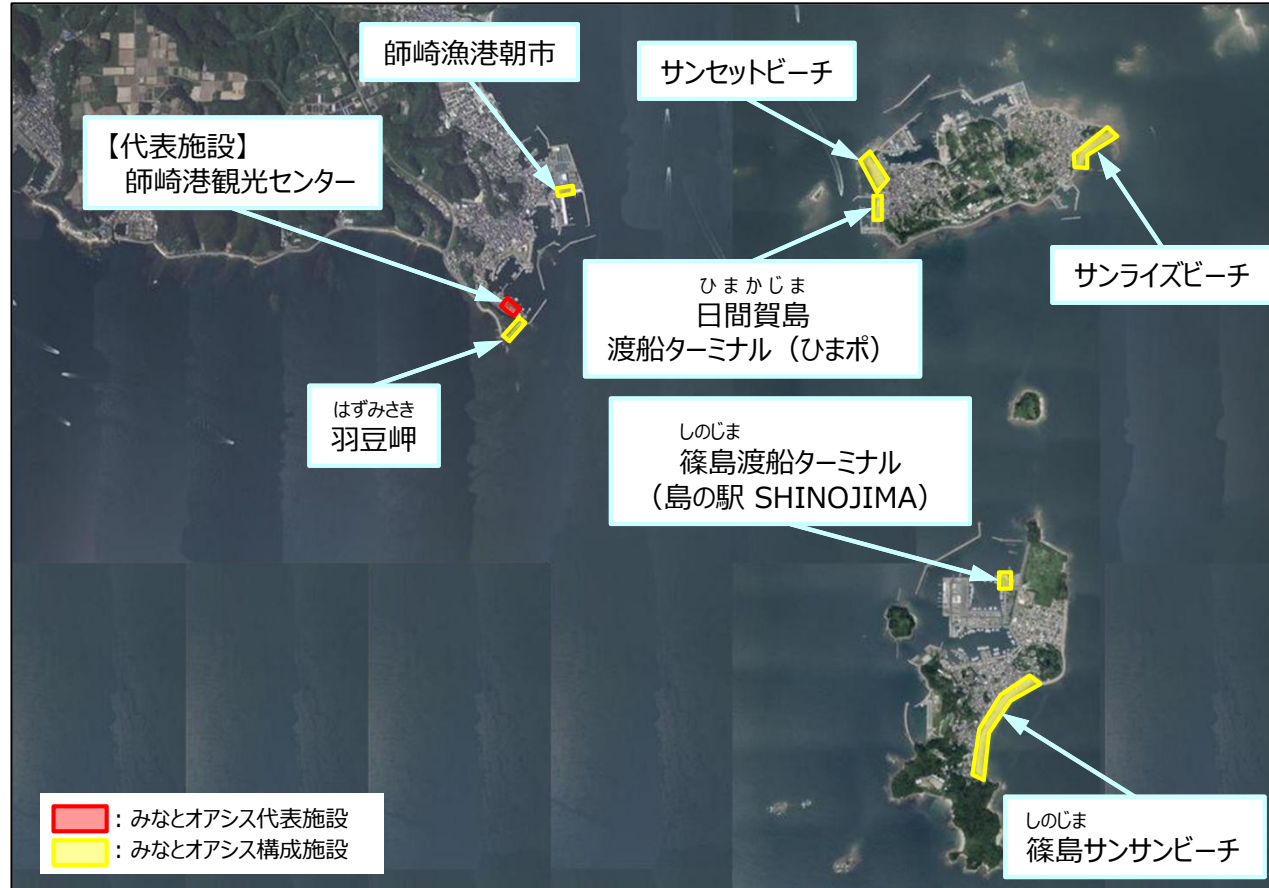 師崎漁港朝市
サンセットビーチ
【代表施設】
師崎港観光センター
サンライズビーチ
ひまかじま
日間賀島
渡船ターミナル（ひまポ）
はずみさき
羽豆岬
しのじま
篠島渡船ターミナル
（島の駅 SHINOJIMA）
しのじま
篠島サンサンビーチ
：みなとオアシス代表施設
：みなとオアシス構成施設